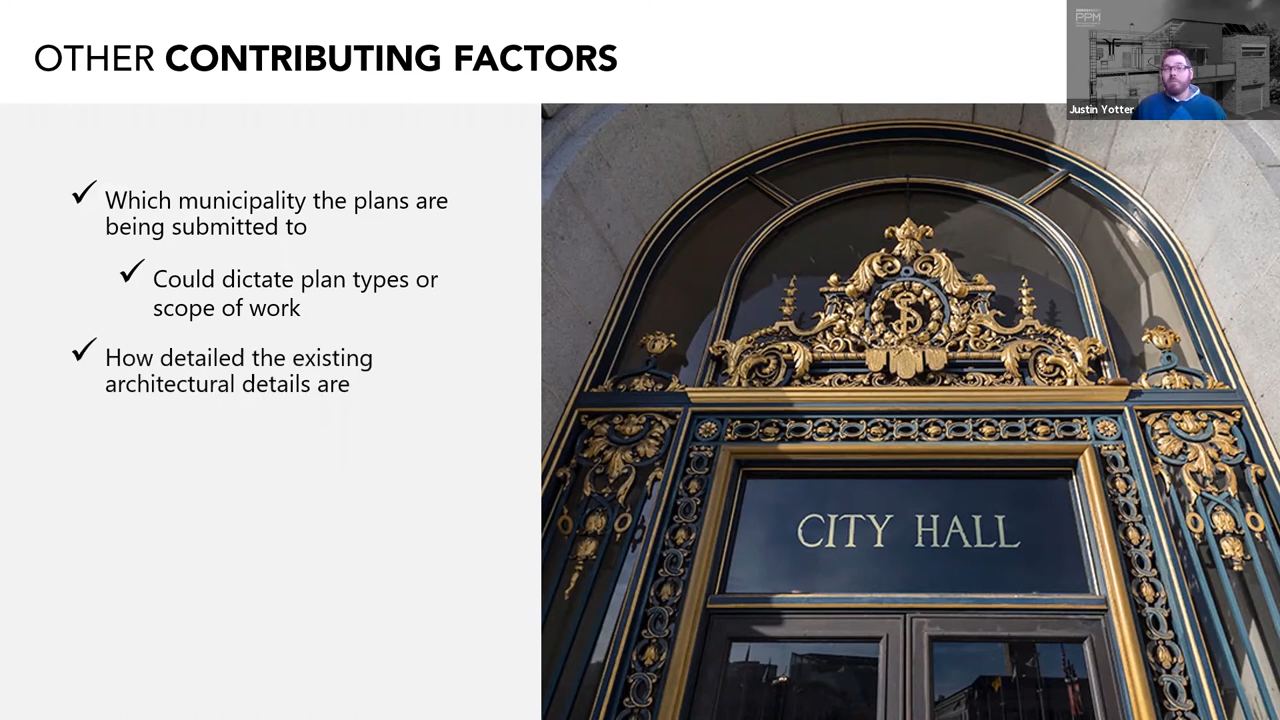 OTHER CONTRIBUTING FACTORS
PPM
Justin Yotter
Which municipality the plans are
being submitted to
Could dictate plan types or
scope of work
How detailed the existing
architectural details are
CITY HALL